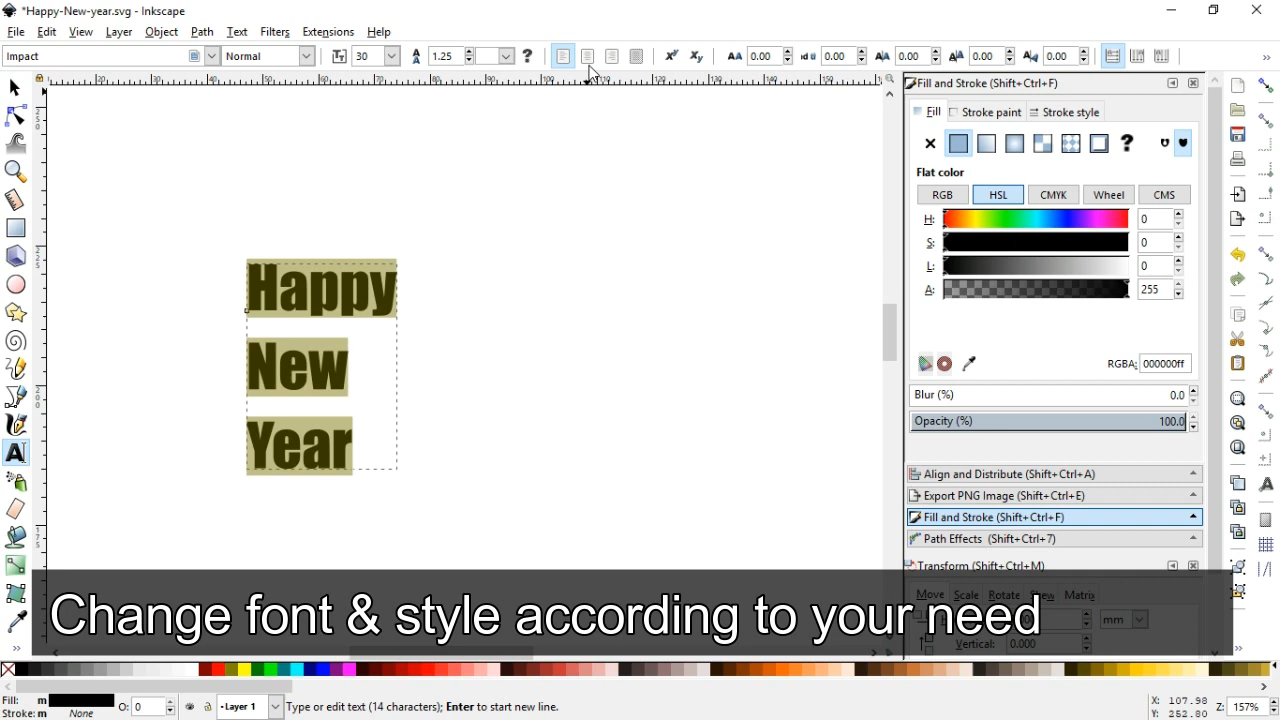 *Happy-New-year.svg - Inkscape
File Edit View Layer Object Path Text Filters Extensions Help
Impact Normal 30 1.25 0.00 0.00 0.00 0.00 0.00
Fill and Stroke (Shift+Ctrl+F)
Fill Stroke paint Stroke style
Flat color
RGB HSL CMYK Wheel CMS
H: 0
S: 0
L: 0
A: 255
RGBA: 000000ff
Blur (%) 0.0
Opacity (%) 100.0
Happy
New
Year
Align and Distribute (Shift+Ctrl+A)
Export PNG Image (Shift+Ctrl+E)
Fill and Stroke (Shift+Ctrl+F)
Path Effects (Shift+Ctrl+7)
Transform (Shift+Ctrl+M)
Move Scale Rotate Skew Matrix
mm
Vertical: 0.000
Change font & style according to your need
Fill: m
Stroke: m None
O: 0
Layer 1
Type or edit text (14 characters); Enter to start new line.
X: 107.98
Y: 252.80
Z: 157%